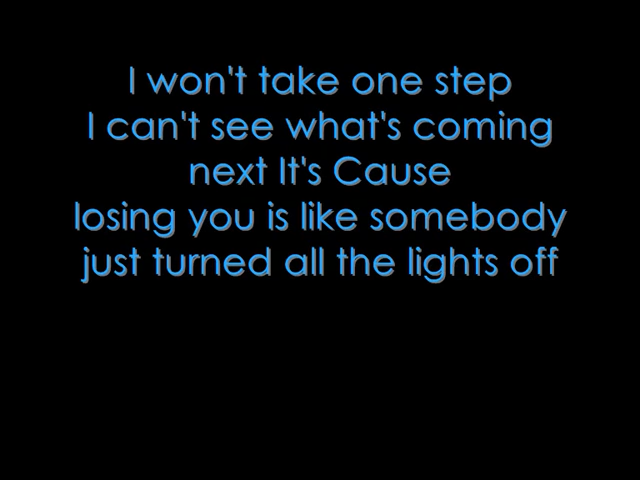 I won't take one step
I can't see what's coming
next It's Cause
losing you is like somebody
just turned all the lights off